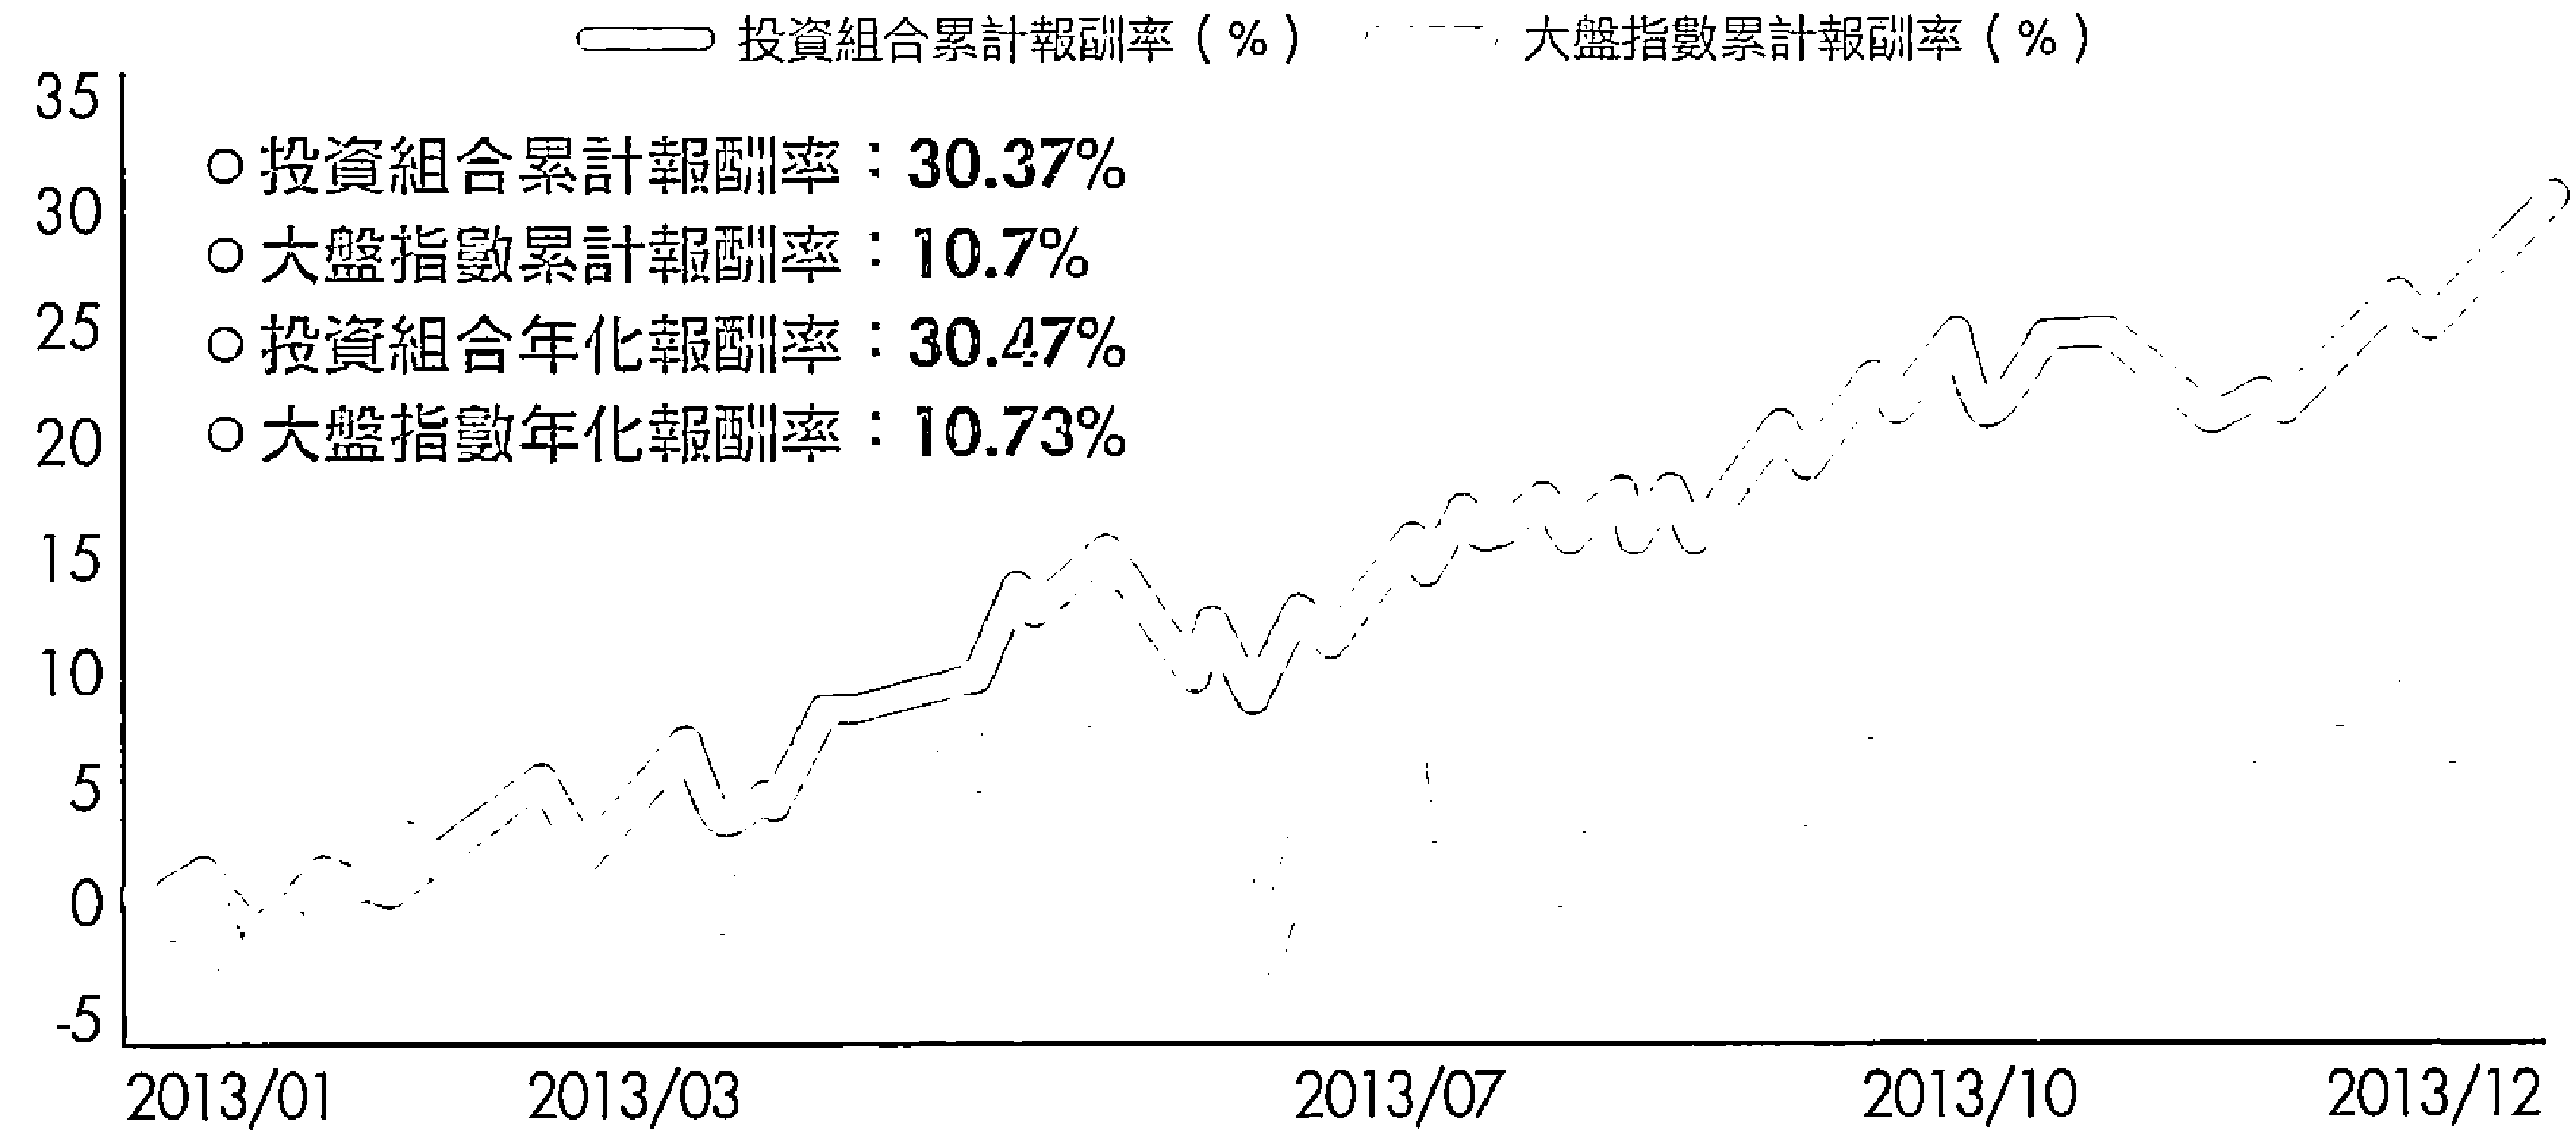 投資組合累計報酬率（%） 大盤指數累計報酬率（%）
35
○投資組合累計報酬率：30.37%
30
○大盤指數累計報酬率：10.7%
25
○投資組合年化報酬率：30.47%
20
○大盤指數年化報酬率：10.73%
15
10
5
0
-5
2013/01 2013/03 2013/07 2013/10 2013/12